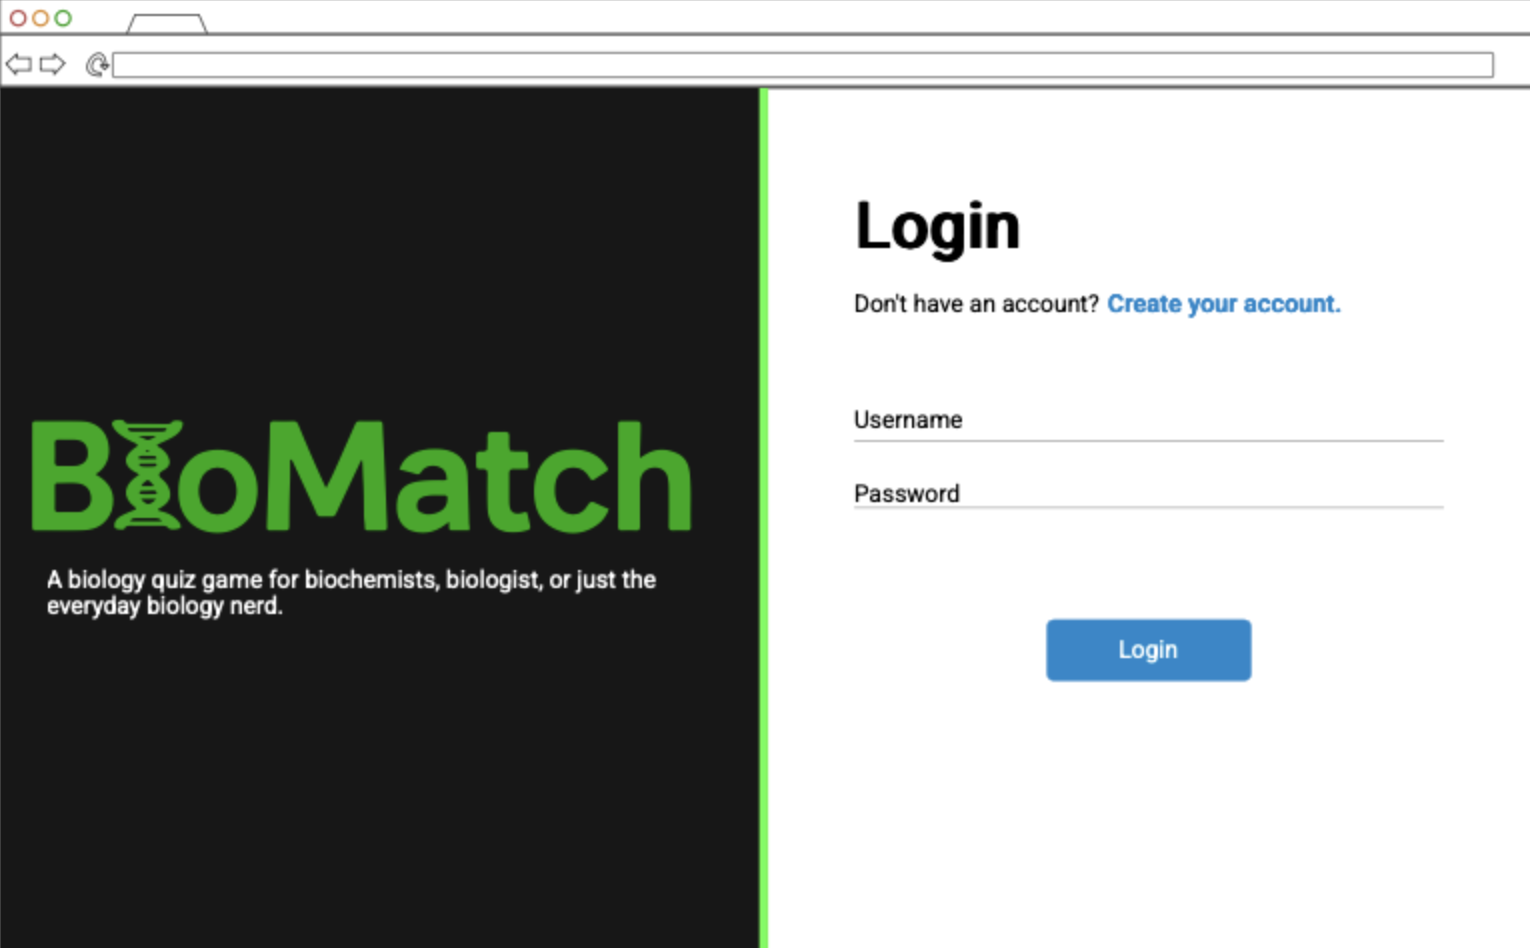 BioMatch
A biology quiz game for biochemists, biologist, or just the
everyday biology nerd.
Login
Don't have an account? Create your account.
Username
Password
Login